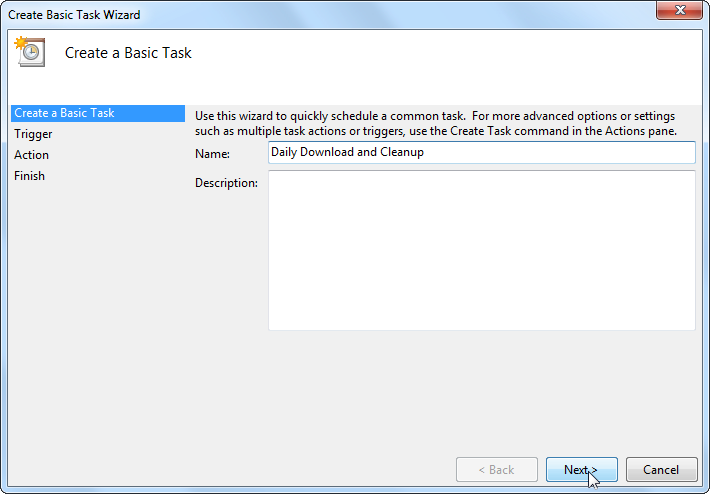 Create Basic Task Wizard
Create a Basic Task
Create a Basic Task
Trigger
Action
Finish
Use this wizard to quickly schedule a common task.  For more advanced options or settings
such as multiple task actions or triggers, use the Create Task command in the Actions pane.
Name: Daily Download and Cleanup
Description:
< Back Next > Cancel